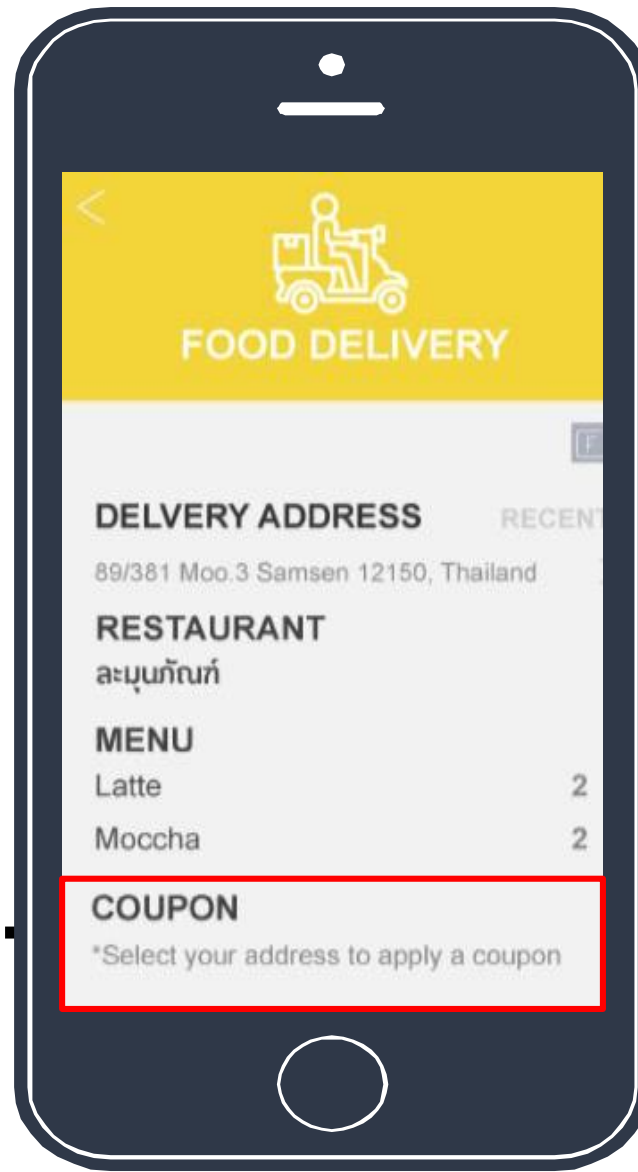 <
FOOD DELIVERY
F
DELVERY ADDRESS RECENT
89/381 Moo.3 Samsen 12150, Thailand
RESTAURANT
ละมุนภัณฑ์
MENU
Latte 2
Moccha 2
COUPON
*Select your address to apply a coupon